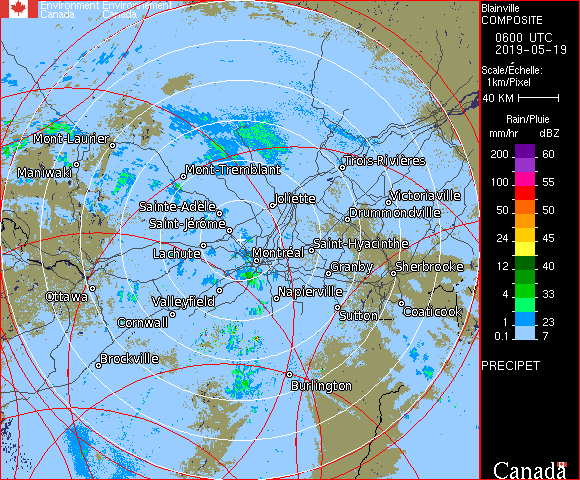 Environment Environnement
Canada Canada
Blainville
COMPOSITE
0600 UTC
2019-05-19
Scale/Échelle:
1km/Pixel
40 KM
Rain/Pluie
mm/hr dBZ
200 60
100 55
50 50
24 45
12 40
4 33
1 23
0.1 7
PRECIPET
Canada
Mont-Laurier
Maniwaki
Mont-Tremblant
Trois-Rivières
Sainte-Adèle
Joliette
Victoriaville
Drummondville
Saint-Jérôme
Lachute
Montréal
Saint-Hyacinthe
Granby
Sherbrooke
Ottawa
Valleyfield
Napierville
Cornwall
Sutton
Coaticook
Brockville
Burlington